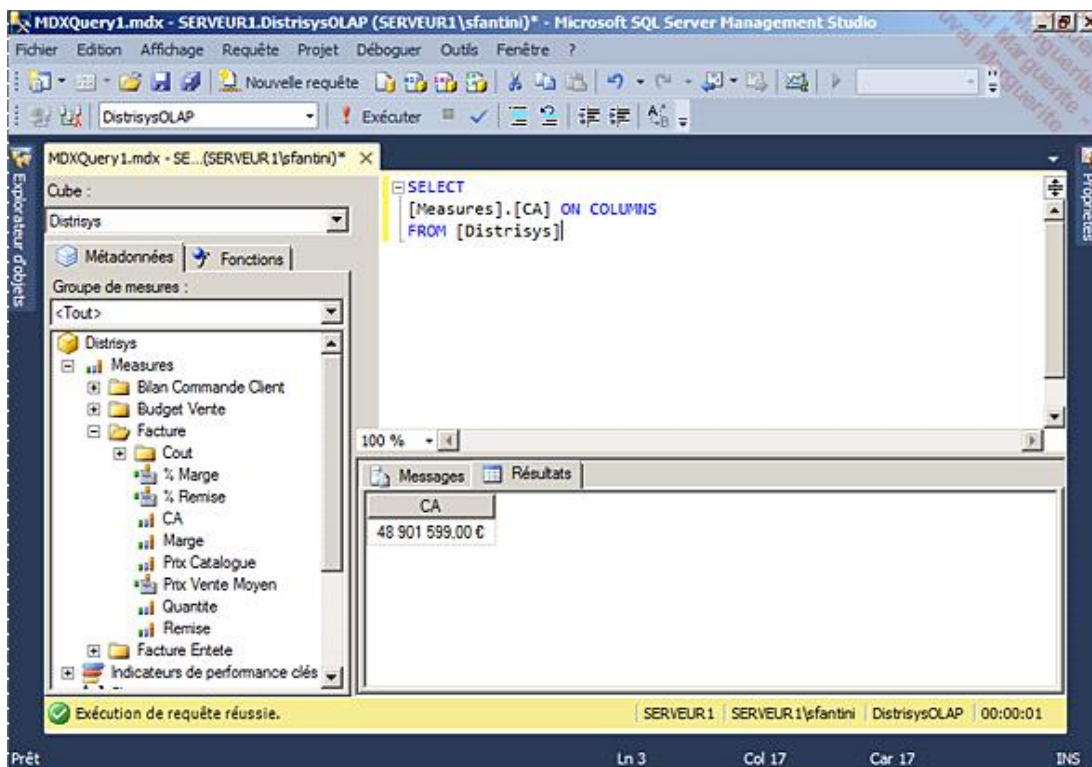 MDXQuery1.mdx - SERVEUR1.DistrisysOLAP (SERVEUR1\sfantini)* - Microsoft SQL Server Management Studio
Fichier Edition Affichage Requête Projet Déboguer Outils Fenêtre ?
Nouvelle requête
DistrisysOLAP Exécuter
Explorateur d'objets
MDXQuery1.mdx - SE...(SERVEUR1\sfantini)*
Cube :
Distrisys
Métadonnées Fonctions
Groupe de mesures :
<Tout>
Distrisys
Measures
Bilan Commande Client
Budget Vente
Facture
Cout
% Marge
% Remise
CA
Marge
Prix Catalogue
Prix Vente Moyen
Quantite
Remise
Facture Entete
Indicateurs de performance clés
SELECT
[Measures].[CA] ON COLUMNS
FROM [Distrisys]
100 %
Messages Résultats
CA
48 901 599,00 €
Propriétés
Exécution de requête réussie. SERVEUR1 SERVEUR1\sfantini DistrisysOLAP 00:00:01
Prêt Ln 3 Col 17 Car 17 INS